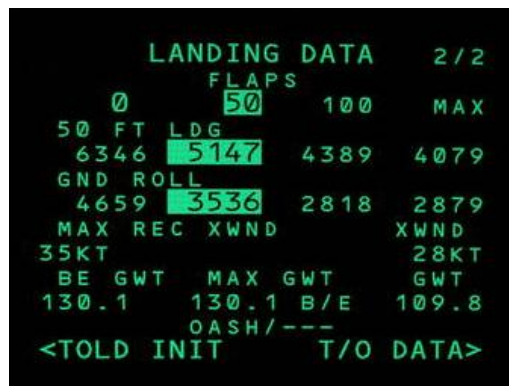 LANDING DATA 2/2
FLAPS
0 50 100 MAX
50 FT LDG
6346 5147 4389 4079
GND ROLL
4659 3536 2818 2879
MAX REC XWND XWND
35KT 28KT
BE GWT MAX GWT GWT
130.1 130.1 B/E 109.8
OASH/---
<TOLD INIT T/O DATA>